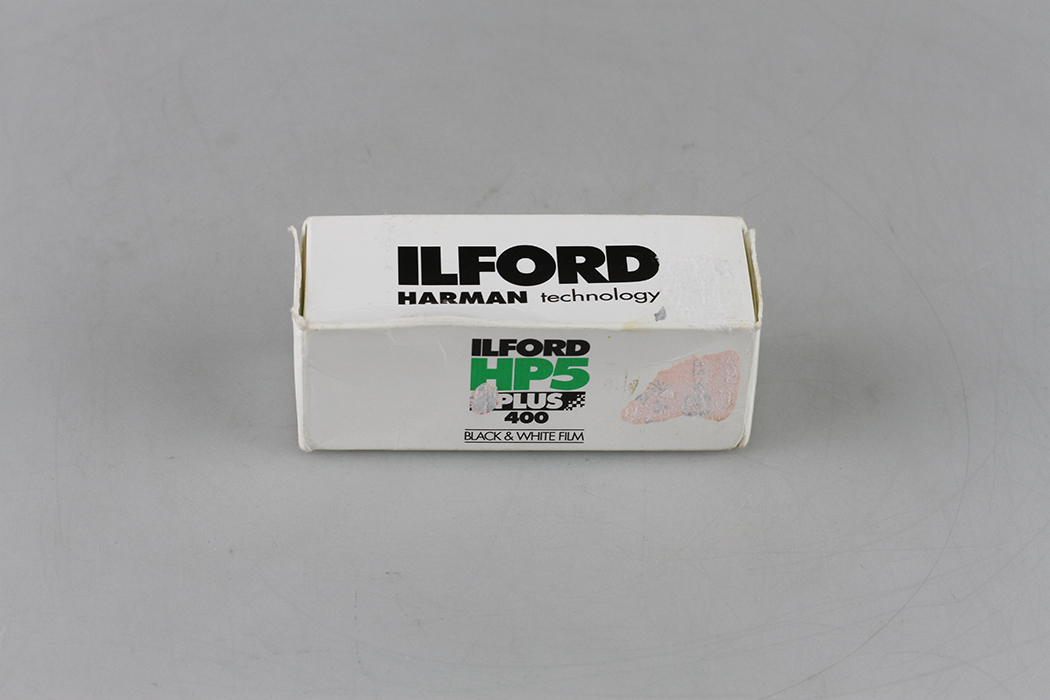 ILFORD
HARMAN technology
ILFORD
HP5
PLUS
400
BLACK & WHITE FILM